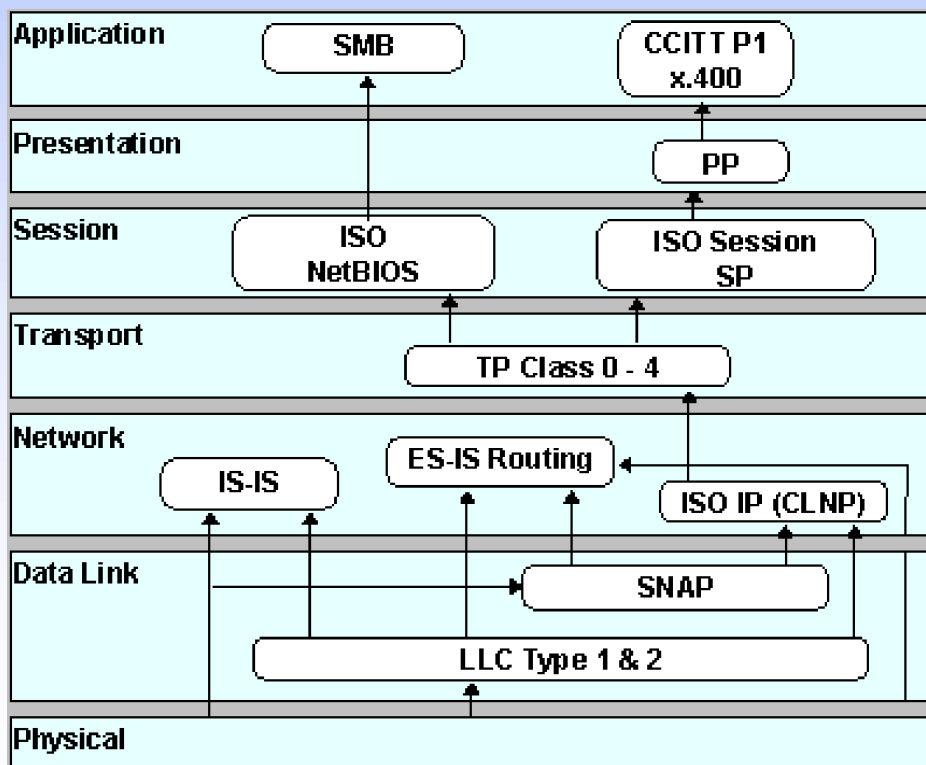 Application
SMB
CCITT P1
x.400
Presentation
PP
Session
ISO
NetBIOS
ISO Session
SP
Transport
TP Class 0 - 4
Network
IS-IS
ES-IS Routing
ISO IP (CLNP)
Data Link
SNAP
LLC Type 1 & 2
Physical